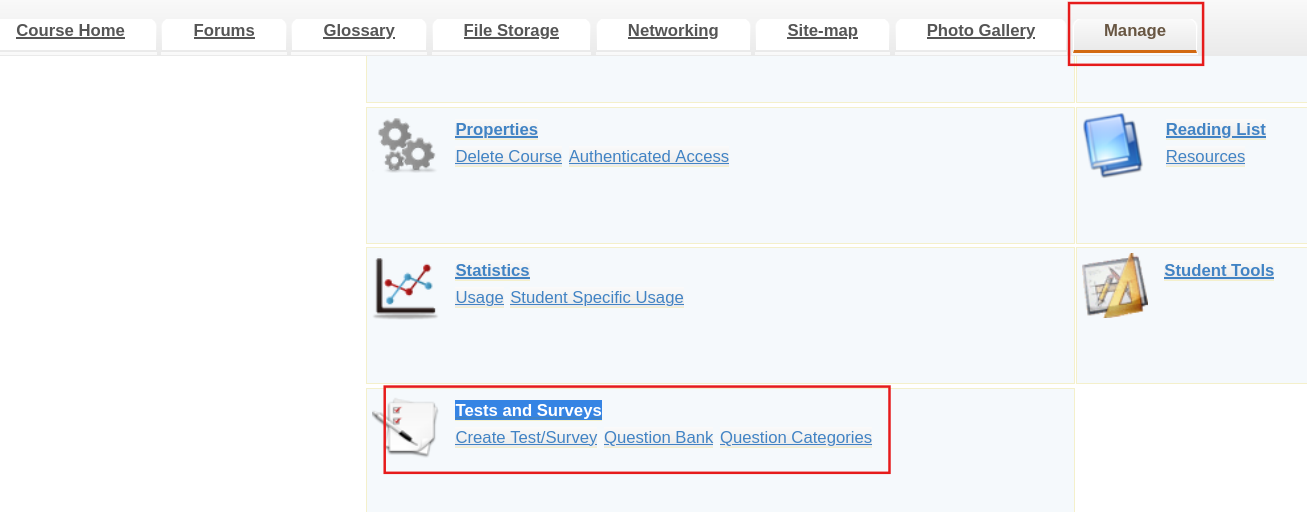 Course Home Forums Glossary File Storage Networking Site-map Photo Gallery Manage
Properties
Delete Course Authenticated Access
Reading List
Resources
Statistics
Usage Student Specific Usage
Student Tools
Tests and Surveys
Create Test/Survey Question Bank Question Categories